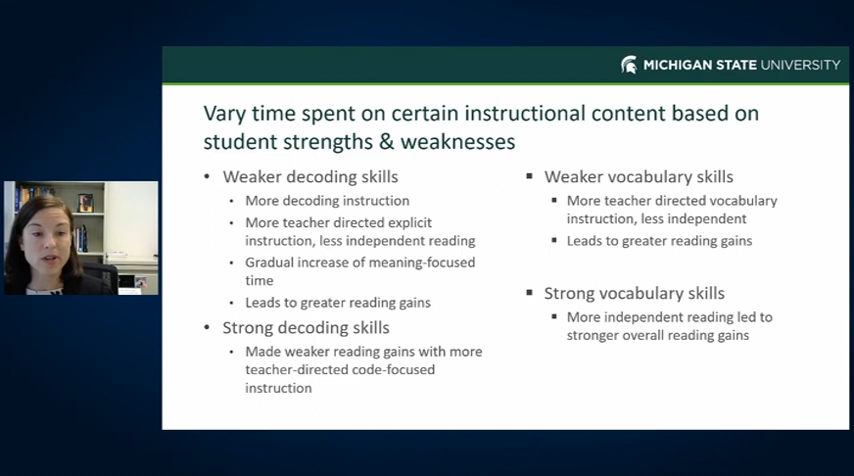 MICHIGAN STATE UNIVERSITY
Vary time spent on certain instructional content based on
student strengths & weaknesses
• Weaker decoding skills
• More decoding instruction
• More teacher directed explicit
instruction, less independent reading
• Gradual increase of meaning-focused
time
• Leads to greater reading gains
• Strong decoding skills
• Made weaker reading gains with more
teacher-directed code-focused
instruction
▪ Weaker vocabulary skills
▪ More teacher directed vocabulary
instruction, less independent
▪ Leads to greater reading gains
▪ Strong vocabulary skills
▪ More independent reading led to
stronger overall reading gains